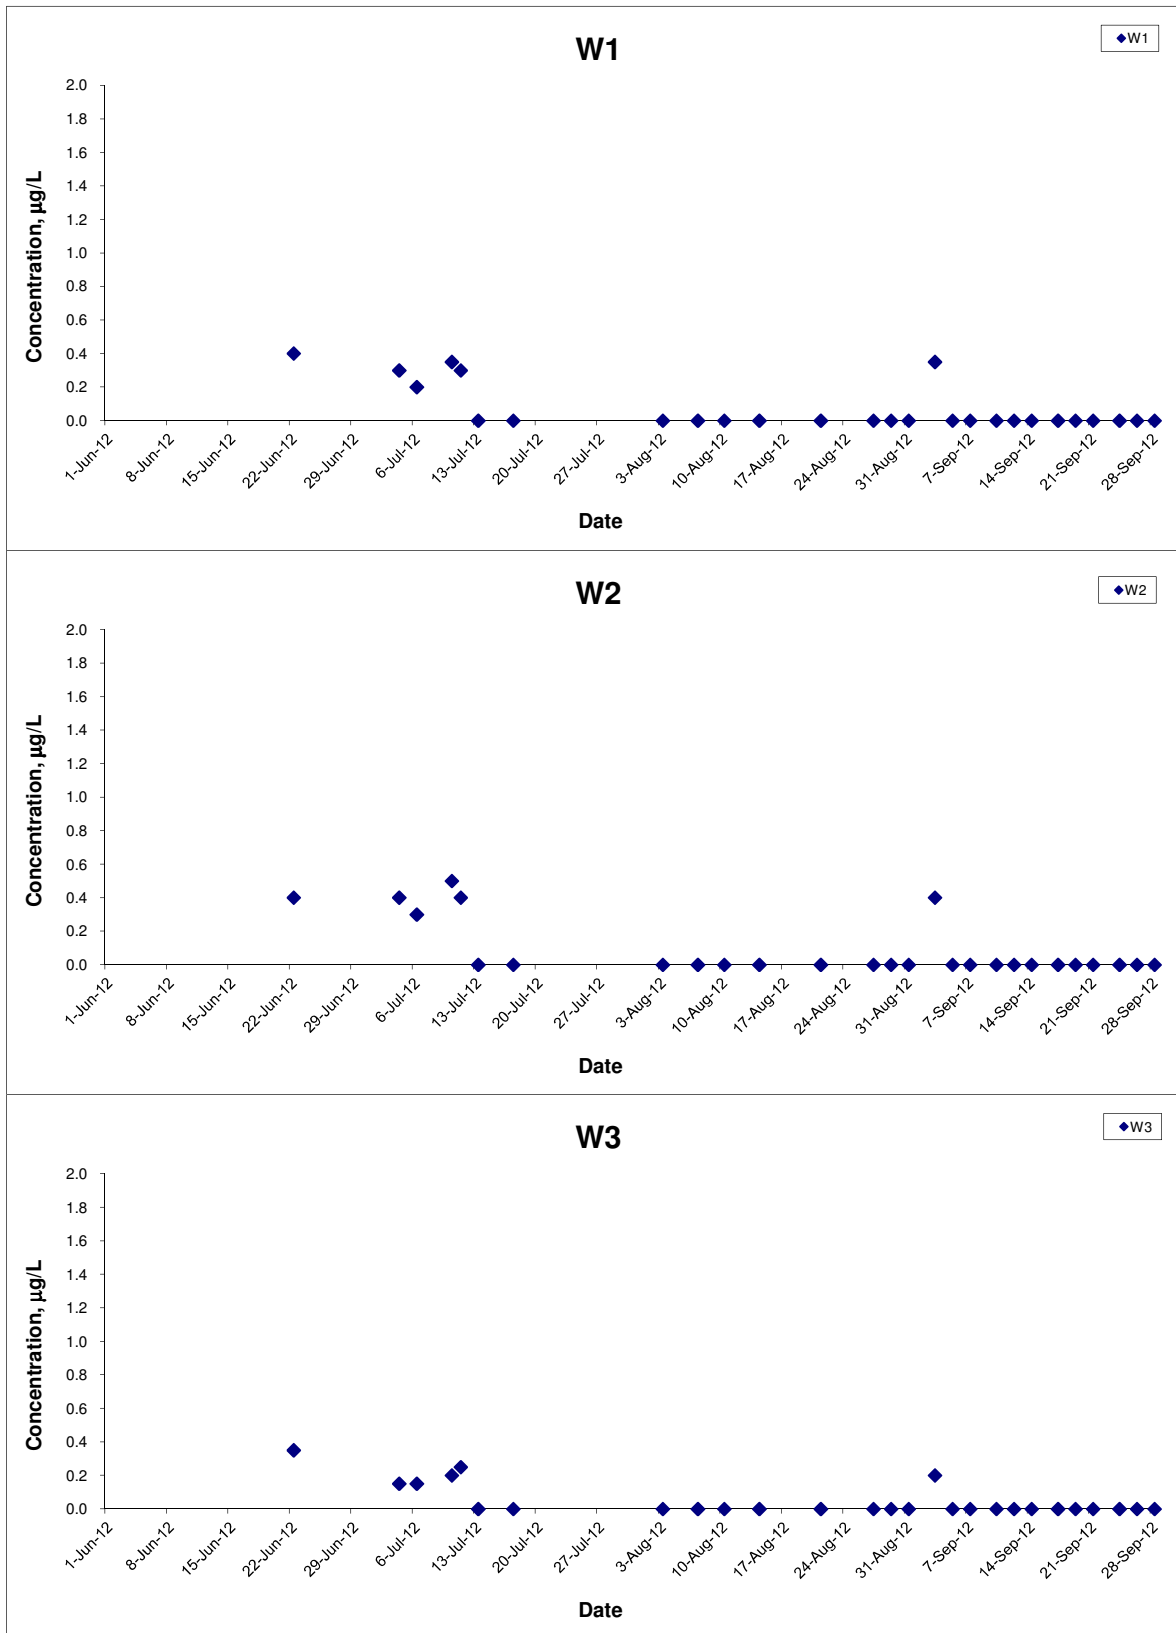 W1
W1
2.0
1.8
1.6
1.4
1.2
1.0
0.8
0.6
0.4
0.2
0.0
Concentration, µg/L
1-Jun-12
8-Jun-12
15-Jun-12
22-Jun-12
29-Jun-12
6-Jul-12
13-Jul-12
20-Jul-12
27-Jul-12
3-Aug-12
10-Aug-12
17-Aug-12
24-Aug-12
31-Aug-12
7-Sep-12
14-Sep-12
21-Sep-12
28-Sep-12
Date
W2
W2
2.0
1.8
1.6
1.4
1.2
1.0
0.8
0.6
0.4
0.2
0.0
Concentration, µg/L
1-Jun-12
8-Jun-12
15-Jun-12
22-Jun-12
29-Jun-12
6-Jul-12
13-Jul-12
20-Jul-12
27-Jul-12
3-Aug-12
10-Aug-12
17-Aug-12
24-Aug-12
31-Aug-12
7-Sep-12
14-Sep-12
21-Sep-12
28-Sep-12
Date
W3
W3
2.0
1.8
1.6
1.4
1.2
1.0
0.8
0.6
0.4
0.2
0.0
Concentration, µg/L
1-Jun-12
8-Jun-12
15-Jun-12
22-Jun-12
29-Jun-12
6-Jul-12
13-Jul-12
20-Jul-12
27-Jul-12
3-Aug-12
10-Aug-12
17-Aug-12
24-Aug-12
31-Aug-12
7-Sep-12
14-Sep-12
21-Sep-12
28-Sep-12
Date